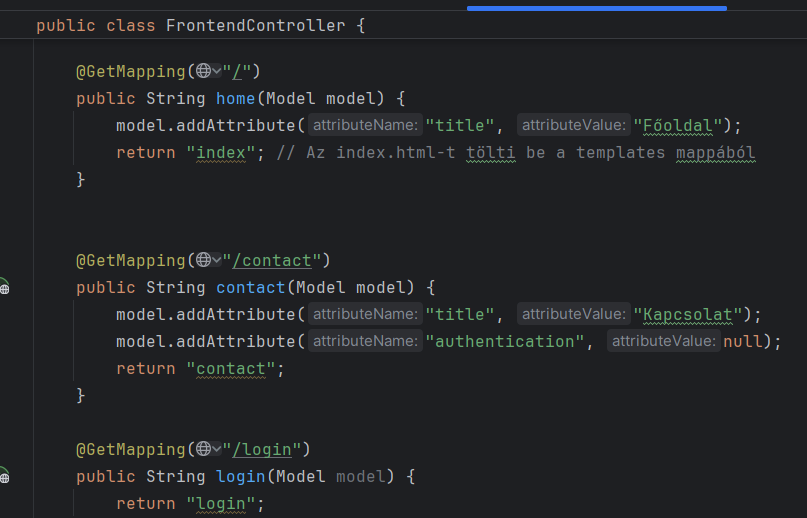 public class FrontendController {
@GetMapping("/")
public String home(Model model) {
model.addAttribute( attributeName: "title", attributeValue: "Főoldal");
return "index"; // Az index.html-t tölti be a templates mappából
}
@GetMapping("/contact")
public String contact(Model model) {
model.addAttribute( attributeName: "title", attributeValue: "Kapcsolat");
model.addAttribute( attributeName: "authentication", attributeValue: null);
return "contact";
}
@GetMapping("/login")
public String login(Model model) {
return "login";